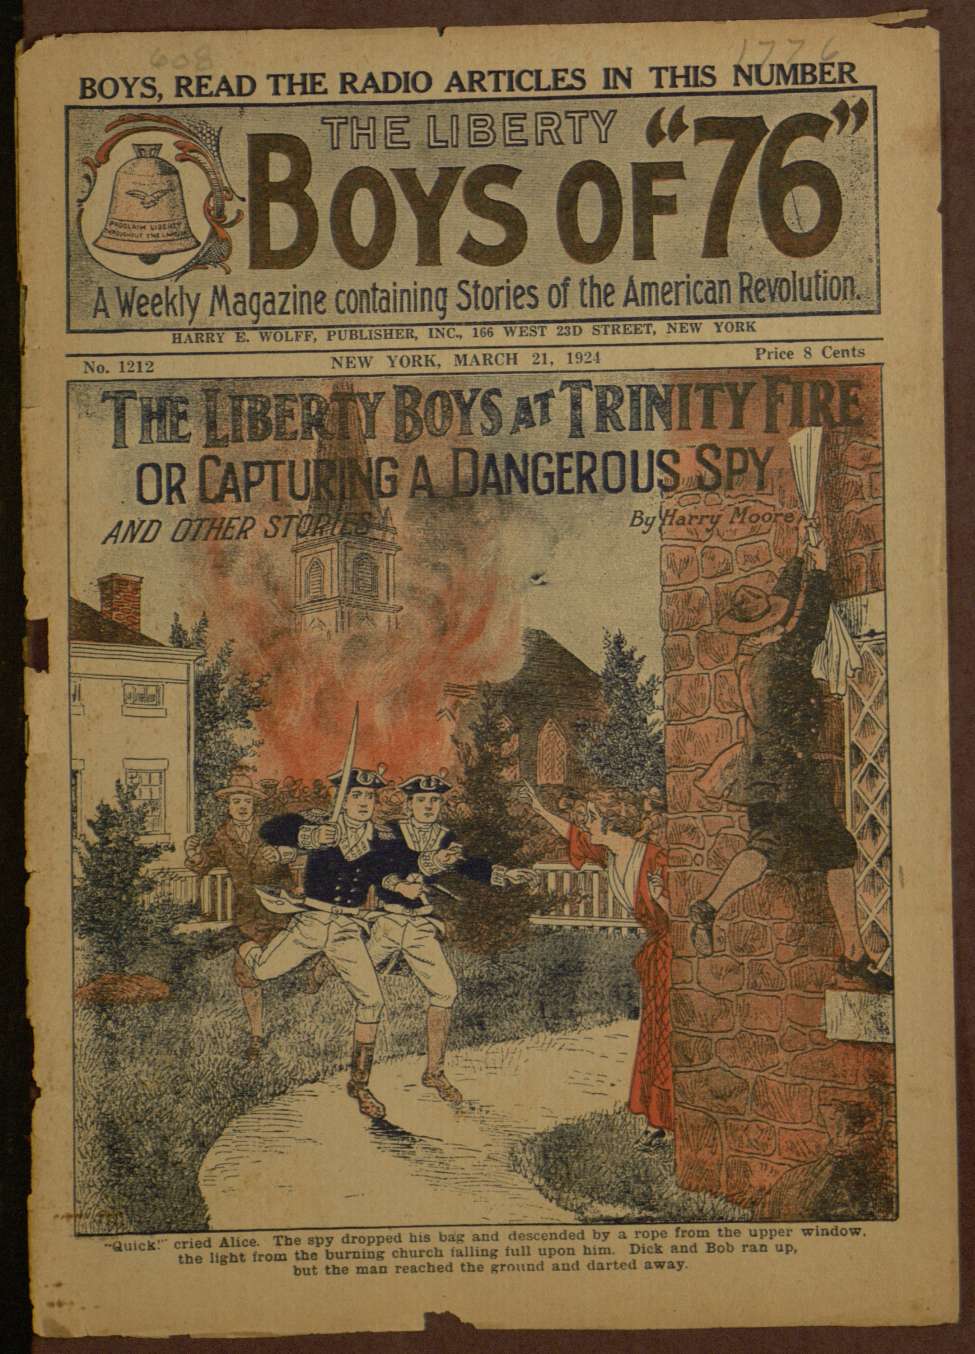 608
1776
BOYS, READ THE RADIO ARTICLES IN THIS NUMBER
THE LIBERTY
BOYS OF "76"
PROCLAIM LIBERTY
THROUGHOUT THE LAND
A Weekly Magazine containing Stories of the American Revolution.
HARRY E. WOLFF, PUBLISHER, INC., 166 WEST 23D STREET, NEW YORK
No. 1212
NEW YORK, MARCH 21, 1924
Price 8 Cents
THE LIBERTY BOYS AT TRINITY FIRE
OR CAPTURING A DANGEROUS SPY
AND OTHER STORIES
By Harry Moore
"Quick!" cried Alice. The spy dropped his bag and descended by a rope from the upper window,
the light from the burning church falling full upon him. Dick and Bob ran up,
but the man reached the ground and darted away.